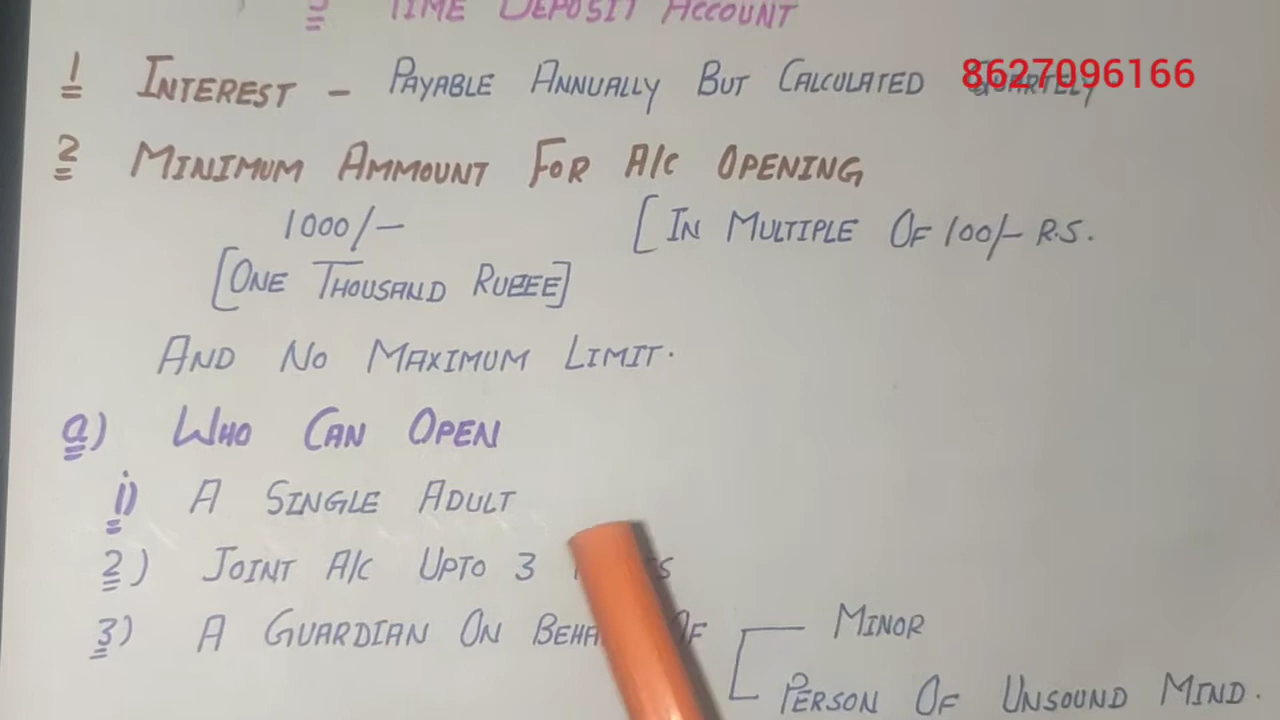 3 TIME DEPOSIT ACCOUNT
1 INTEREST - PAYABLE ANNUALLY BUT CALCULATED
8627096166
2 MINIMUM AMMOUNT FOR A/C OPENING
1000/- [IN MULTIPLE OF 100/- R.S.
[ONE THOUSAND RUPEE]
AND NO MAXIMUM LIMIT.
a) WHO CAN OPEN
i) A SINGLE ADULT
2) JOINT A/C UPTO 3
3) A GUARDIAN ON OF MINOR
PERSON OF UNSOUND MIND.